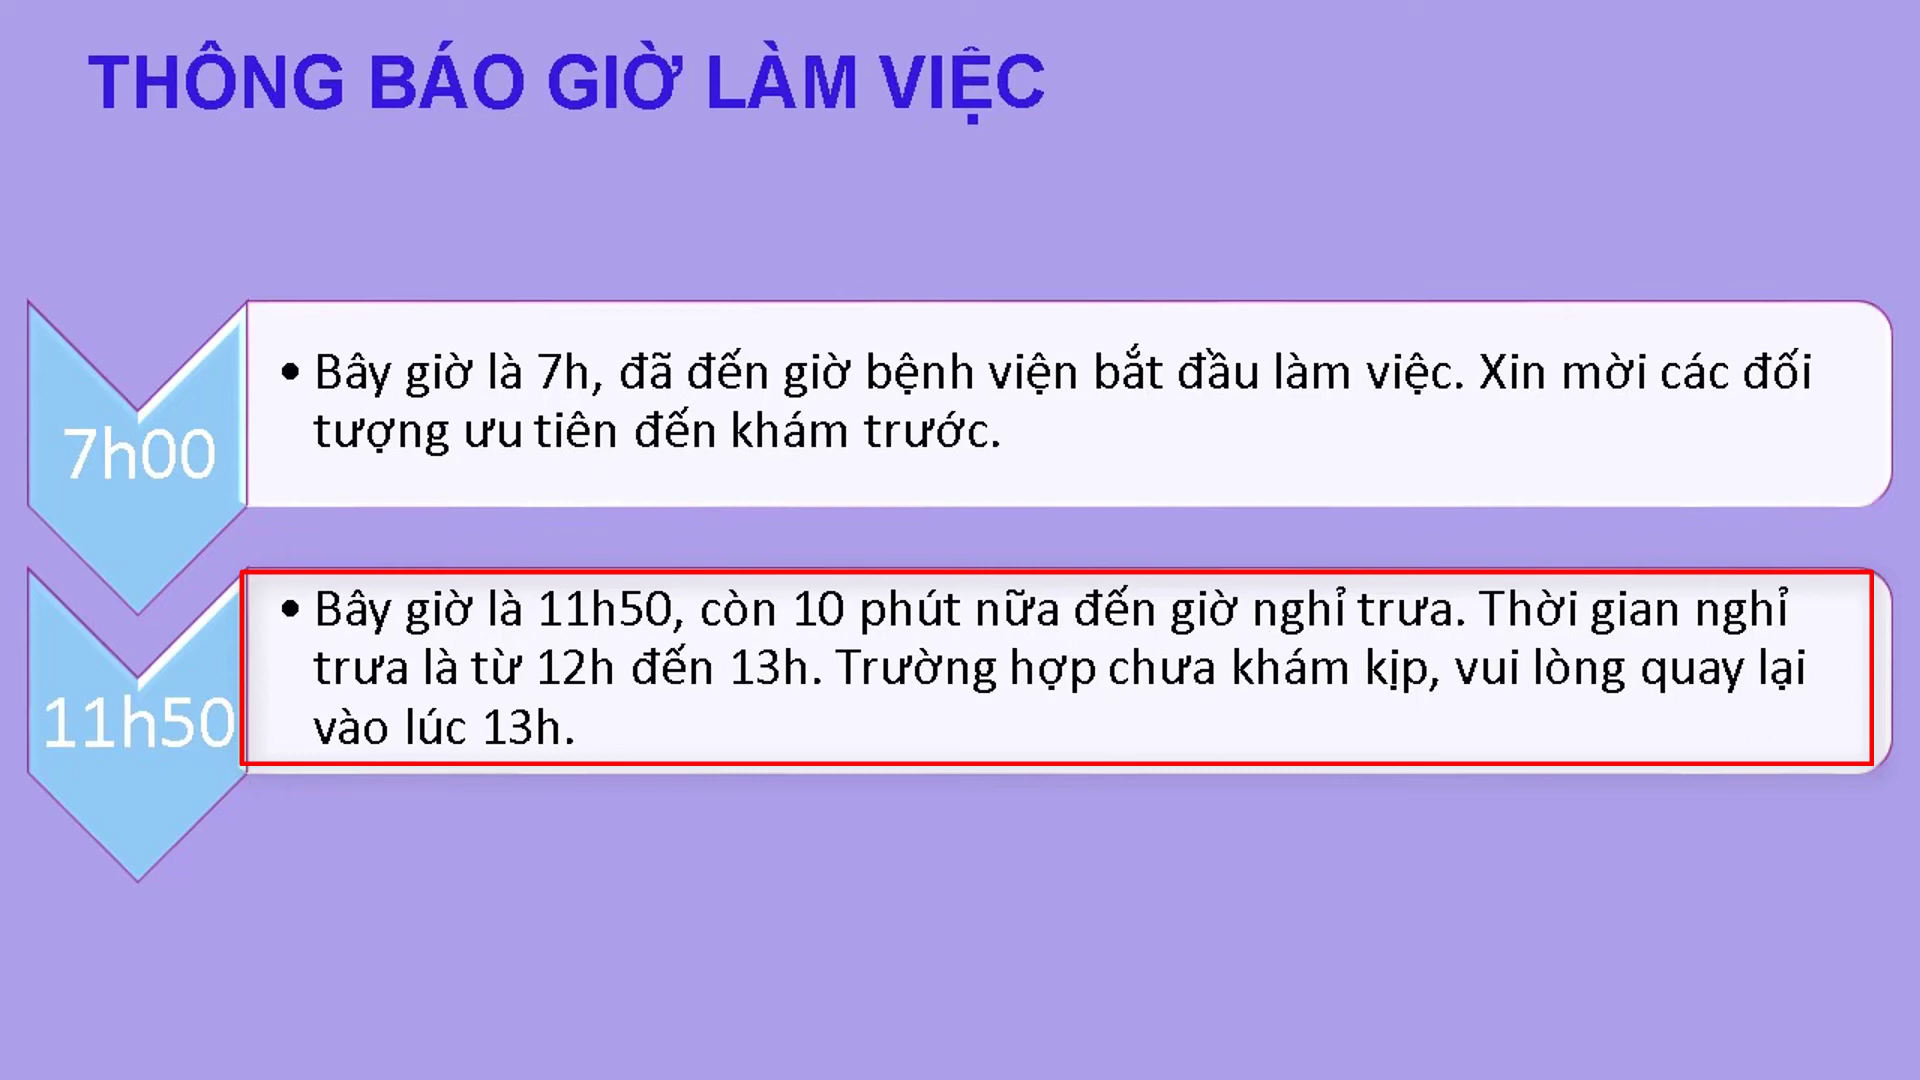 THÔNG BÁO GIỜ LÀM VIỆC
7h00
• Bây giờ là 7h, đã đến giờ bệnh viện bắt đầu làm việc. Xin mời các đối
tượng ưu tiên đến khám trước.
11h50
• Bây giờ là 11h50, còn 10 phút nữa đến giờ nghỉ trưa. Thời gian nghỉ
trưa là từ 12h đến 13h. Trường hợp chưa khám kịp, vui lòng quay lại
vào lúc 13h.